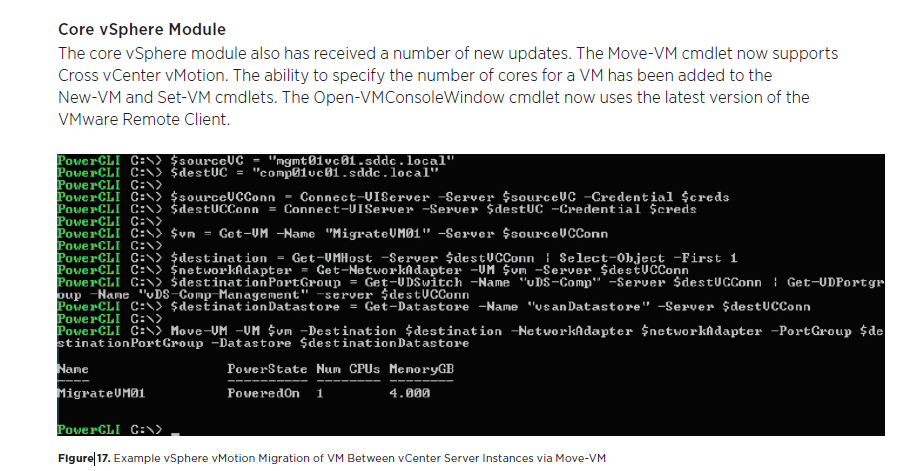 Core vSphere Module
The core vSphere module also has received a number of new updates. The Move-VM cmdlet now supports
Cross vCenter vMotion. The ability to specify the number of cores for a VM has been added to the
New-VM and Set-VM cmdlets. The Open-VMConsoleWindow cmdlet now uses the latest version of the
VMware Remote Client.
PowerCLI C:\> $sourceVC = "mgmt01vc01.sddc.local"
PowerCLI C:\> $destVC = "comp01vc01.sddc.local"
PowerCLI C:\>
PowerCLI C:\> $sourceVCConn = Connect-VIServer -Server $sourceVC -Credential $creds
PowerCLI C:\> $destVCConn = Connect-VIServer -Server $destVC -Credential $creds
PowerCLI C:\>
PowerCLI C:\> $vm = Get-VM -Name "MigrateVM01" -Server $sourceVCConn
PowerCLI C:\>
PowerCLI C:\> $destination = Get-VMHost -Server $destVCConn | Select-Object -First 1
PowerCLI C:\> $networkAdapter = Get-NetworkAdapter -VM $vm -Server $destVCConn
PowerCLI C:\> $destinationPortGroup = Get-VDSwitch -Name "vDS-Comp" -Server $destVCConn | Get-VDPortgr
oup -Name "vDS-Comp-Management" -server $destVCConn
PowerCLI C:\> $destinationDatastore = Get-Datastore -Name "vsanDatastore" -Server $destVCConn
PowerCLI C:\>
PowerCLI C:\> Move-VM -VM $vm -Destination $destination -NetworkAdapter $networkAdapter -PortGroup $de
stinationPortGroup -Datastore $destinationDatastore
Name PowerState Num CPUs MemoryGB
---- ---------- -------- --------
MigrateVM01 PoweredOn 1 4.000
PowerCLI C:\> _
Figure 17. Example vSphere vMotion Migration of VM Between vCenter Server Instances via Move-VM